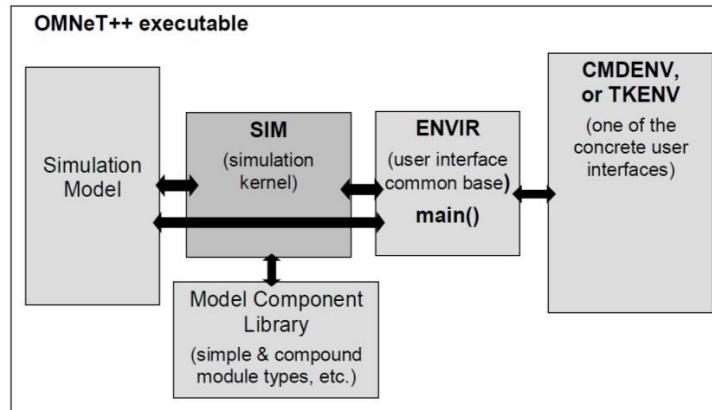 OMNeT++ executable
Simulation
Model
SIM
(simulation
kernel)
ENVIR
(user interface
common base)
main()
CMDENV,
or TKENV
(one of the
concrete user
interfaces)
Model Component
Library
(simple & compound
module types, etc.)